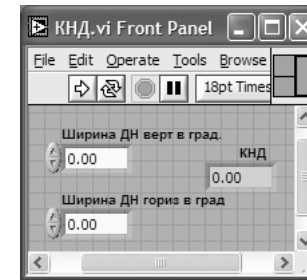 КНД.vi Front Panel
File Edit Operate Tools Browse
18pt Times
Ширина ДН верт в град.
0.00
КНД
0.00
Ширина ДН гориз в град
0.00